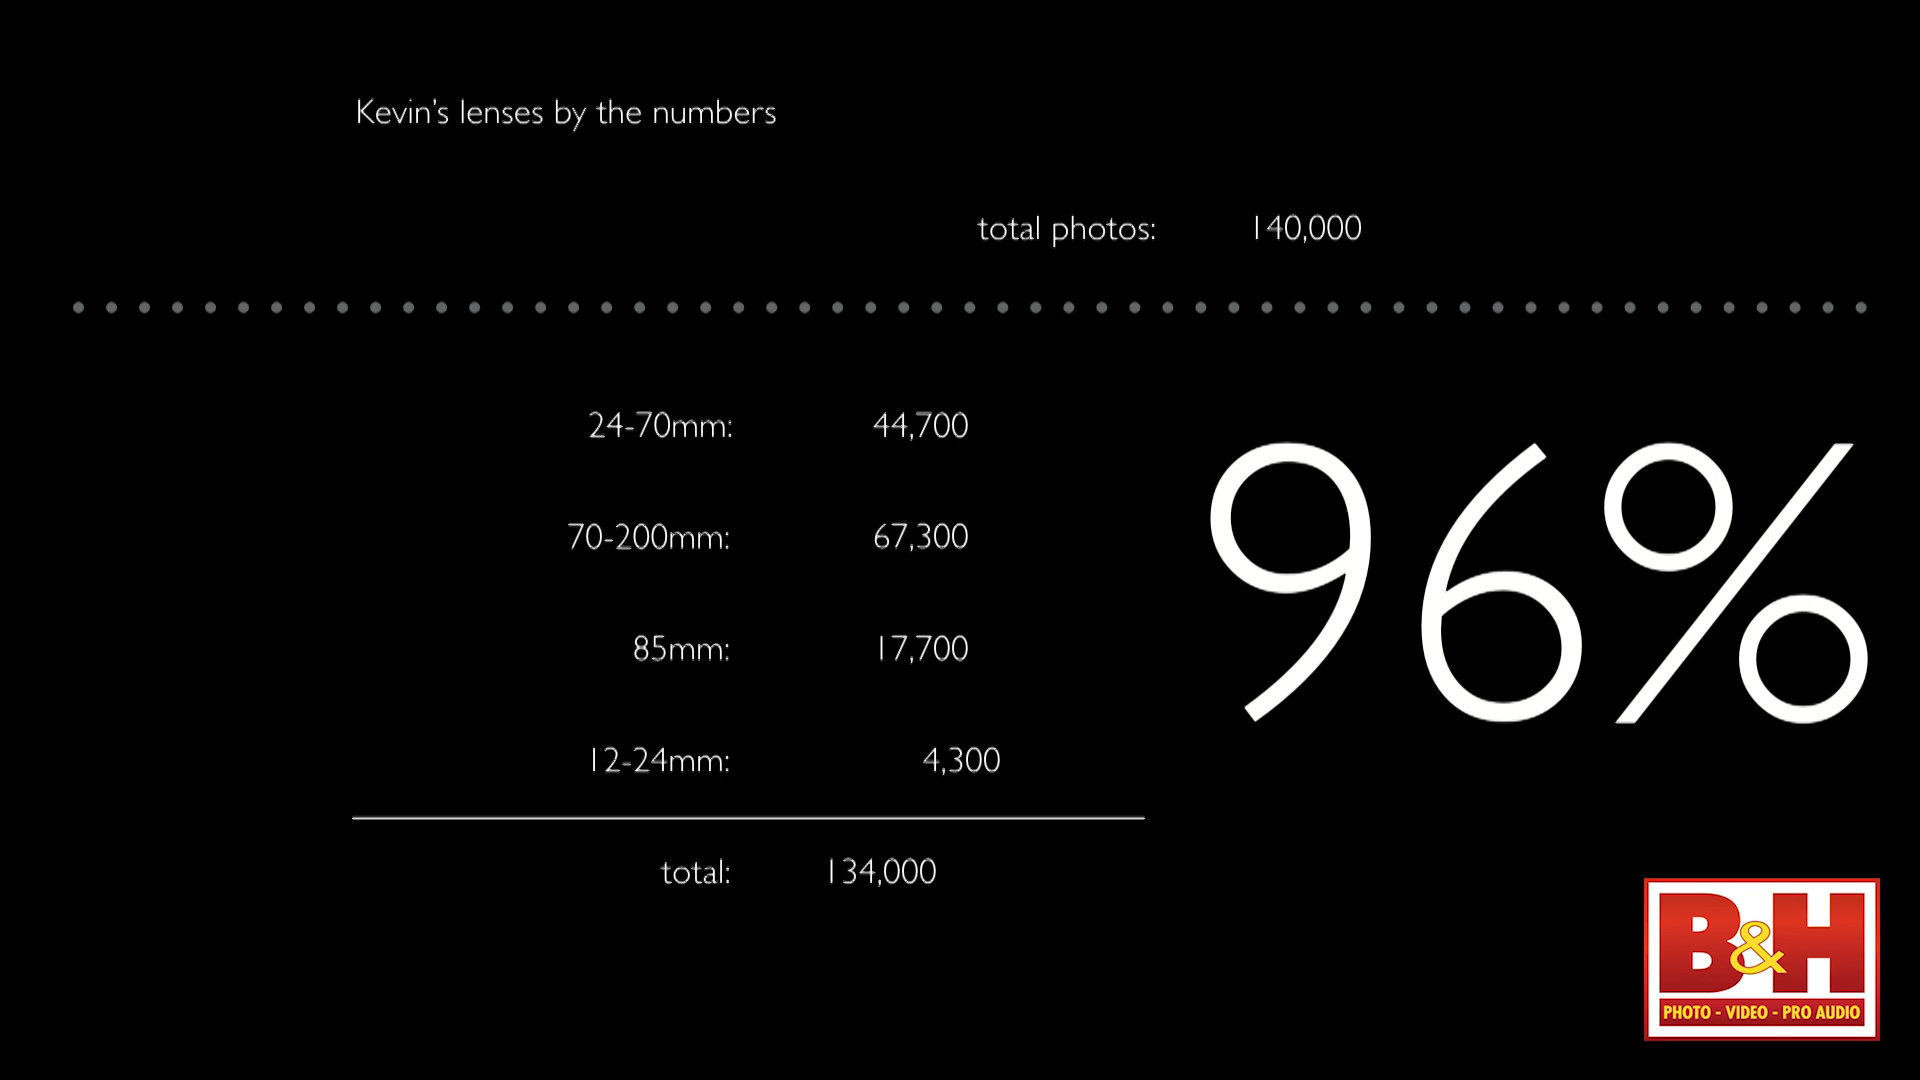 Kevin's lenses by the numbers
total photos: 140,000
24-70mm: 44,700
70-200mm: 67,300
85mm: 17,700
12-24mm: 4,300
total: 134,000
96%
B&H
PHOTO - VIDEO - PRO AUDIO